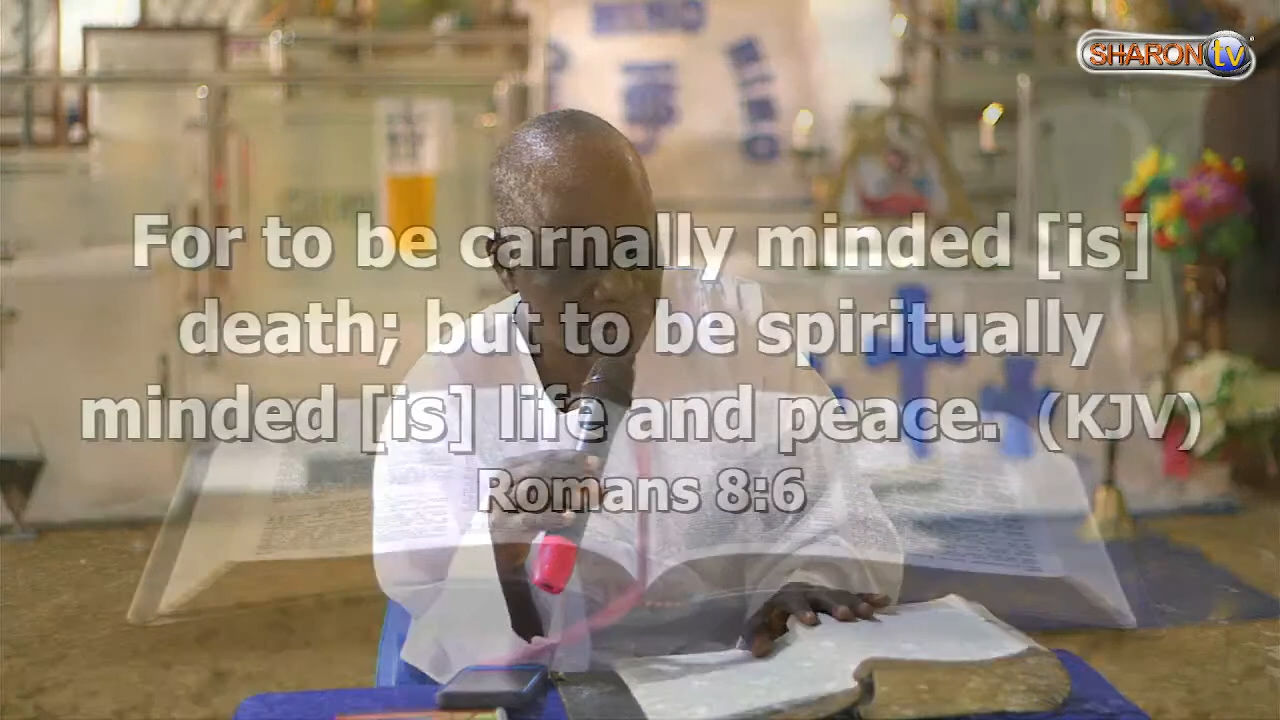 SHARON tv
For to be carnally minded [is]
death; but to be spiritually
minded [is] life and peace. (KJV)
Romans 8:6